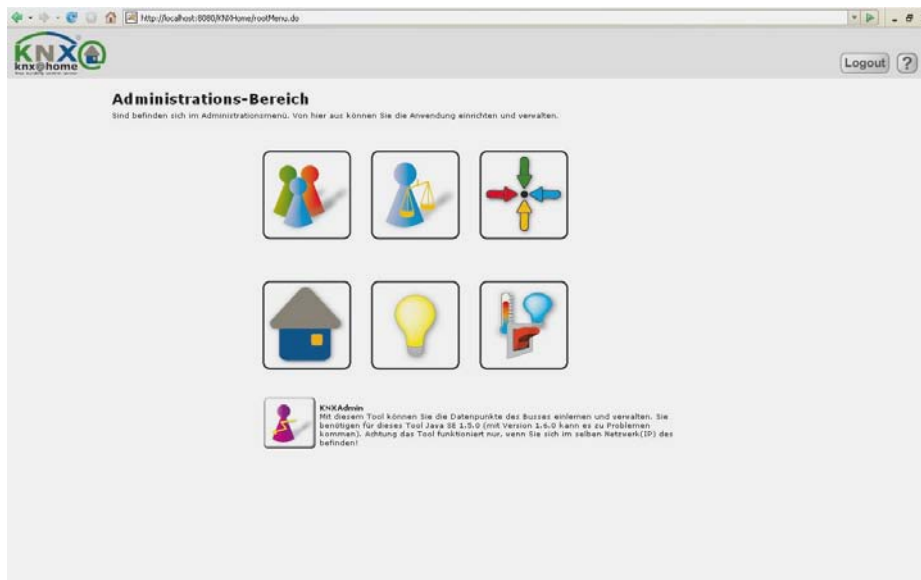 http://localhost:8080/KNXHome/rootMenu.do
KNX@
knx@home
Logout ?
Administrations-Bereich
Sind befinden sich im Administrationsmenü. Von hier aus können Sie die Anwendung einrichten und verwalten.
KNXAdmin
Mit diesem Tool können Sie die Datenpunkte des Busses einlernen und verwalten. Sie
benötigen für dieses Tool Java SE 1.5.0 (mit Version 1.6.0 kann es zu Problemen
kommen). Achtung das Tool funktioniert nur, wenn Sie sich im selben Netzwerk(IP) des
befinden!